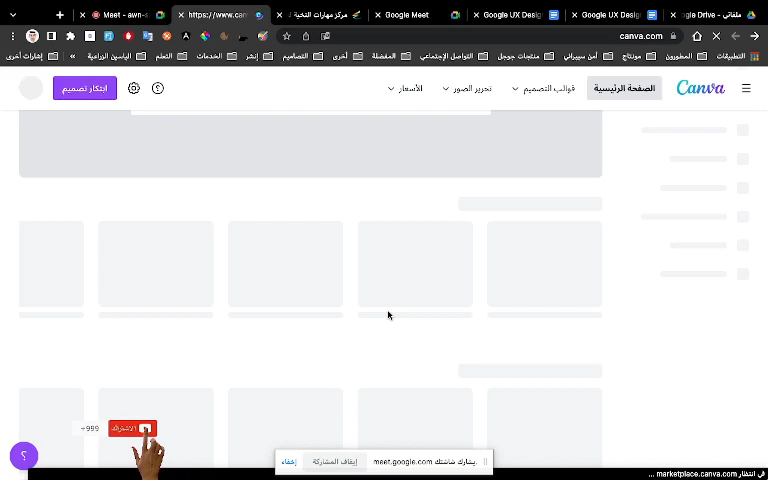 ملفاتي - Google Drive
Google UX Desig
Google UX Desig
Google Meet
مركز مهارات النخبة
https://www.can
Meet - awn-s
canva.com
التطبيقات
المطورون
مونتاج
أمن سيبراني
منتجات جوجل
التواصل الإجتماعي
المفضلة
أخرى
التصاميم
إنشر
الخدمات
التعلم
الياسين الزراعية
»
إشارات أخرى
Canva
الصفحة الرئيسية
قوالب التصميم
تحرير الصور
الأسعار
ابتكار تصميم
الاشتراك
999+
؟
يشارك شاشتك meet.google.com.
إيقاف المشاركة
إخفاء
في انتظار marketplace.canva.com ...